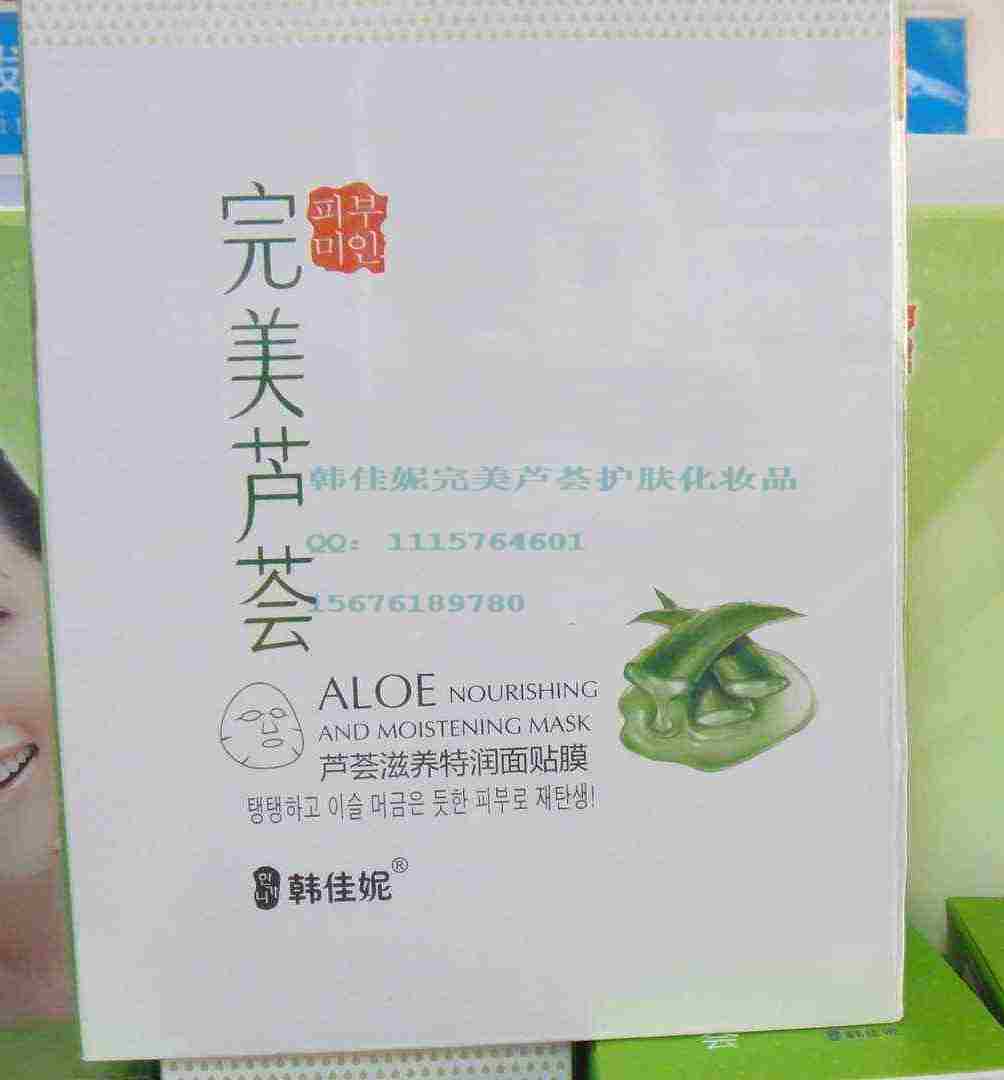 完美芦荟
피부
미인
韩佳妮完美芦荟护肤化妆品
QQ: 1115764601
15676189780
ALOE NOURISHING
AND MOISTENING MASK
芦荟滋养特润面贴膜
탱탱하고 이슬 머금은 듯한 피부로 재탄생!
韩佳妮®